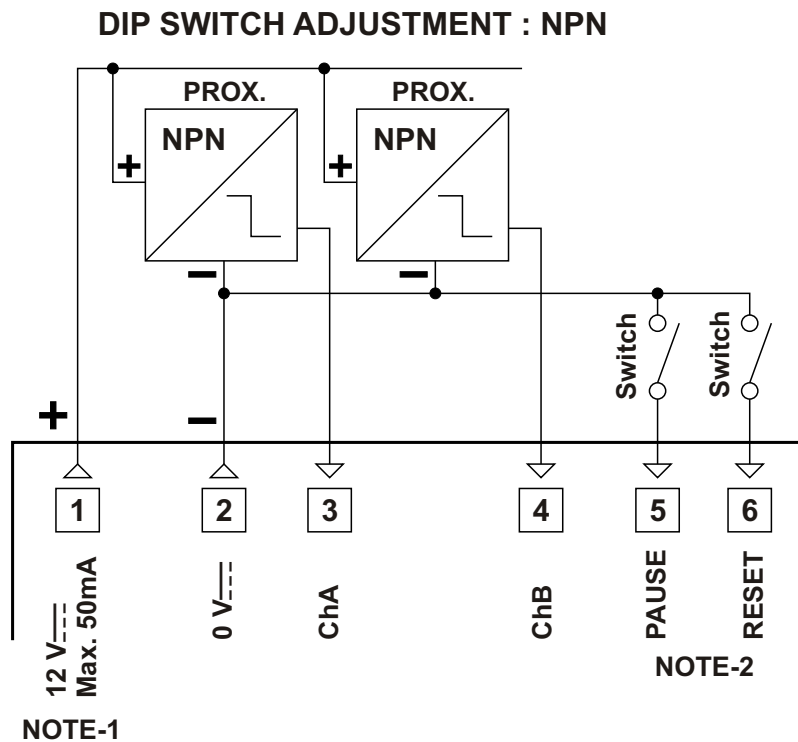 DIP SWITCH ADJUSTMENT : NPN
PROX.
PROX.
NPN
NPN
+
+
−
−
Switch
Switch
+
−
1
2
3
4
5
6
12 V
Max. 50mA
0 V
ChA
ChB
PAUSE
RESET
NOTE-2
NOTE-1